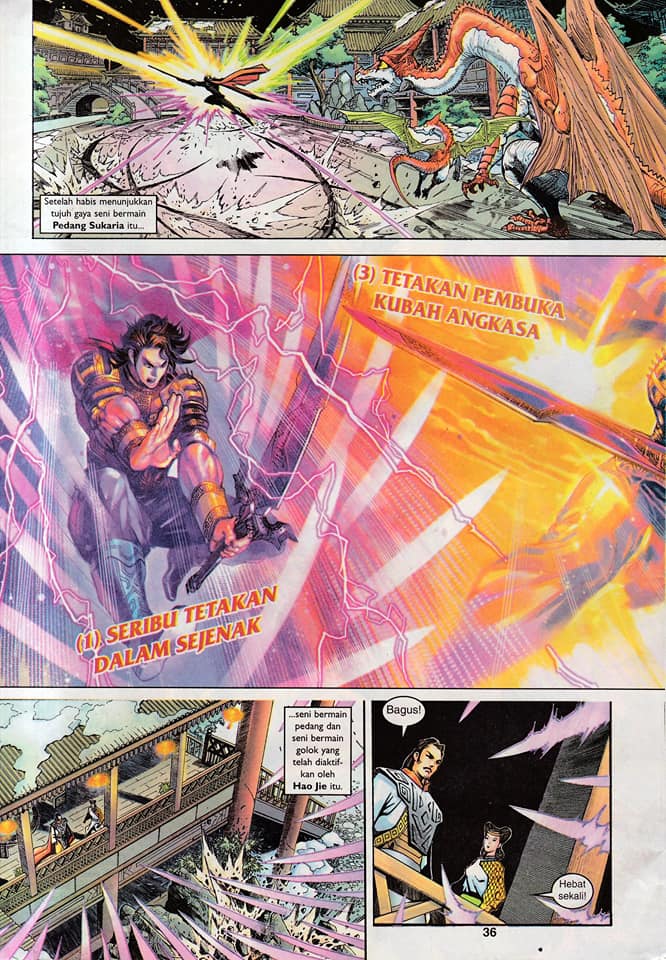 Setelah habis menunjukkan
tujuh gaya seni bermain
Pedang Sukaria itu...
(3) TETAKAN PEMBUKA
KUBAH ANGKASA
(1) SERIBU TETAKAN
DALAM SEJENAK
...seni bermain
pedang dan
seni bermain
golok yang
telah diaktif-
kan oleh
Hao Jie itu.
Bagus!
Hebat
sekali!
36